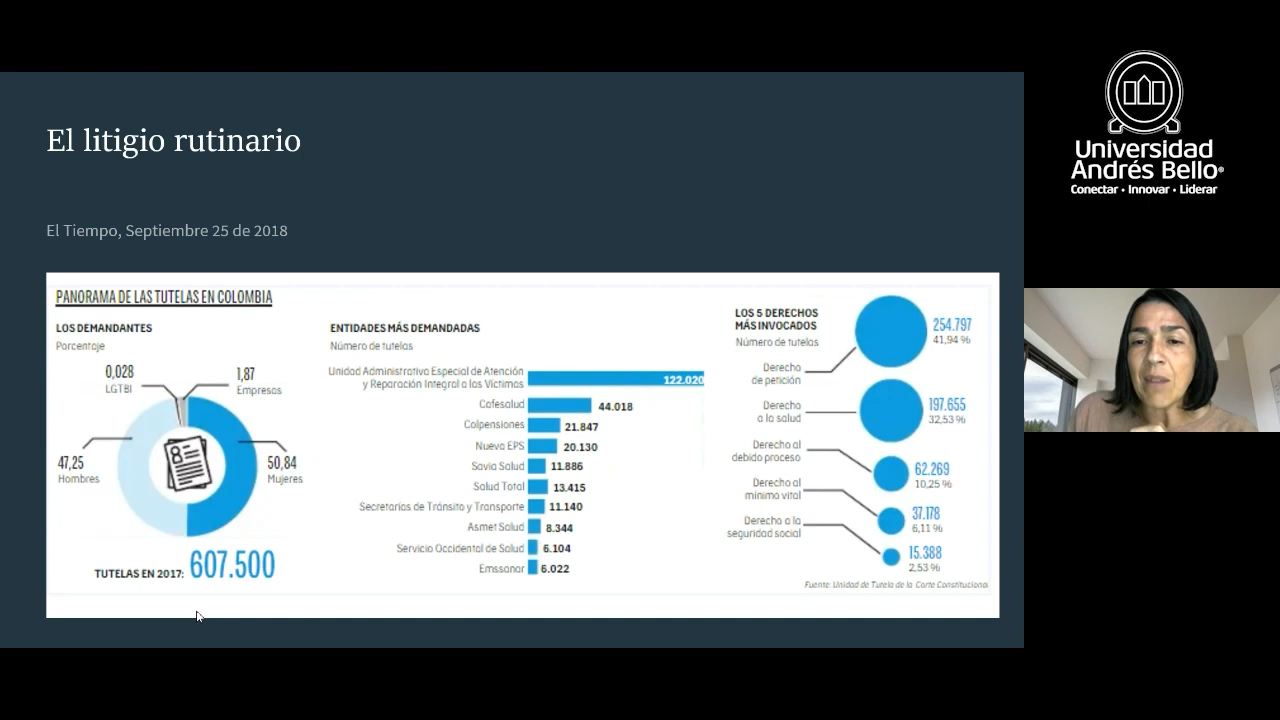 El litigio rutinario
El Tiempo, Septiembre 25 de 2018
PANORAMA DE LAS TUTELAS EN COLOMBIA
LOS DEMANDANTES
Porcentaje
0,028
LGTBI
1,87
Empresas
47,25
Hombres
50,84
Mujeres
TUTELAS EN 2017: 607.500
ENTIDADES MÁS DEMANDADAS
Número de tutelas
Unidad Administrativa Especial de Atención
y Reparación Integral a las Víctimas
122.020
Cafesalud 44.018
Colpensiones 21.847
Nueva EPS 20.130
Savia Salud 11.886
Salud Total 13.415
Secretarías de Tránsito y Transporte 11.140
Asmet Salud 8.344
Servicio Occidental de Salud 6.104
Emssanar 6.022
LOS 5 DERECHOS
MÁS INVOCADOS
Número de tutelas
Derecho
de petición
254.797
41,94 %
Derecho
a la salud
197.655
32,53 %
Derecho al
debido proceso
62.269
10,25 %
Derecho al
mínimo vital
37.178
6,11 %
Derecho a la
seguridad social
15.388
2,53 %
Fuente: Unidad de Tutela de la Corte Constitucional
Universidad
Andrés Bello®
Conectar • Innovar • Liderar